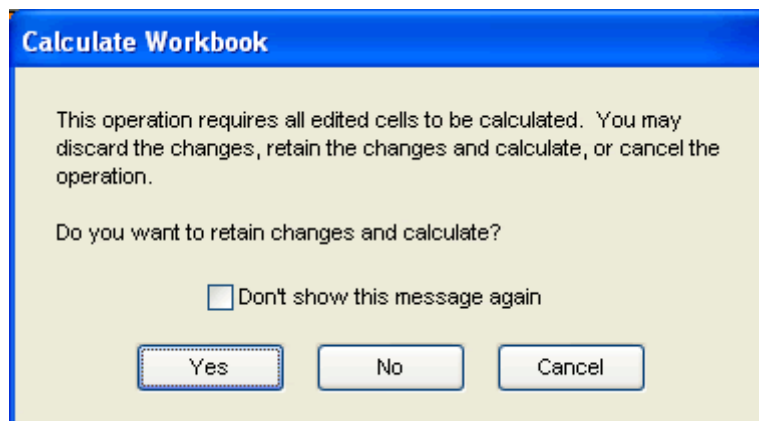 Calculate Workbook
This operation requires all edited cells to be calculated.  You may
discard the changes, retain the changes and calculate, or cancel the
operation.
Do you want to retain changes and calculate?
Don't show this message again
Yes No Cancel